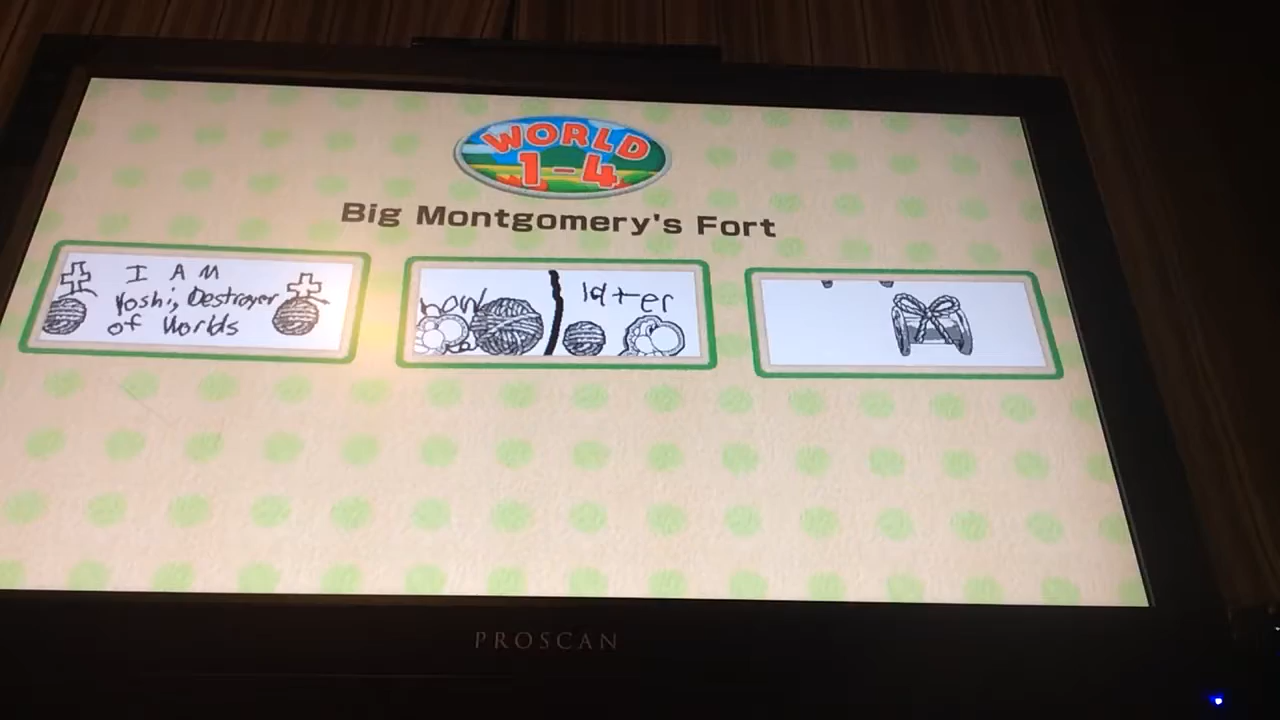 WORLD
1-4
Big Montgomery's Fort
I AM
Yoshi, Destroyer
of Worlds
now
later
PROSCAN